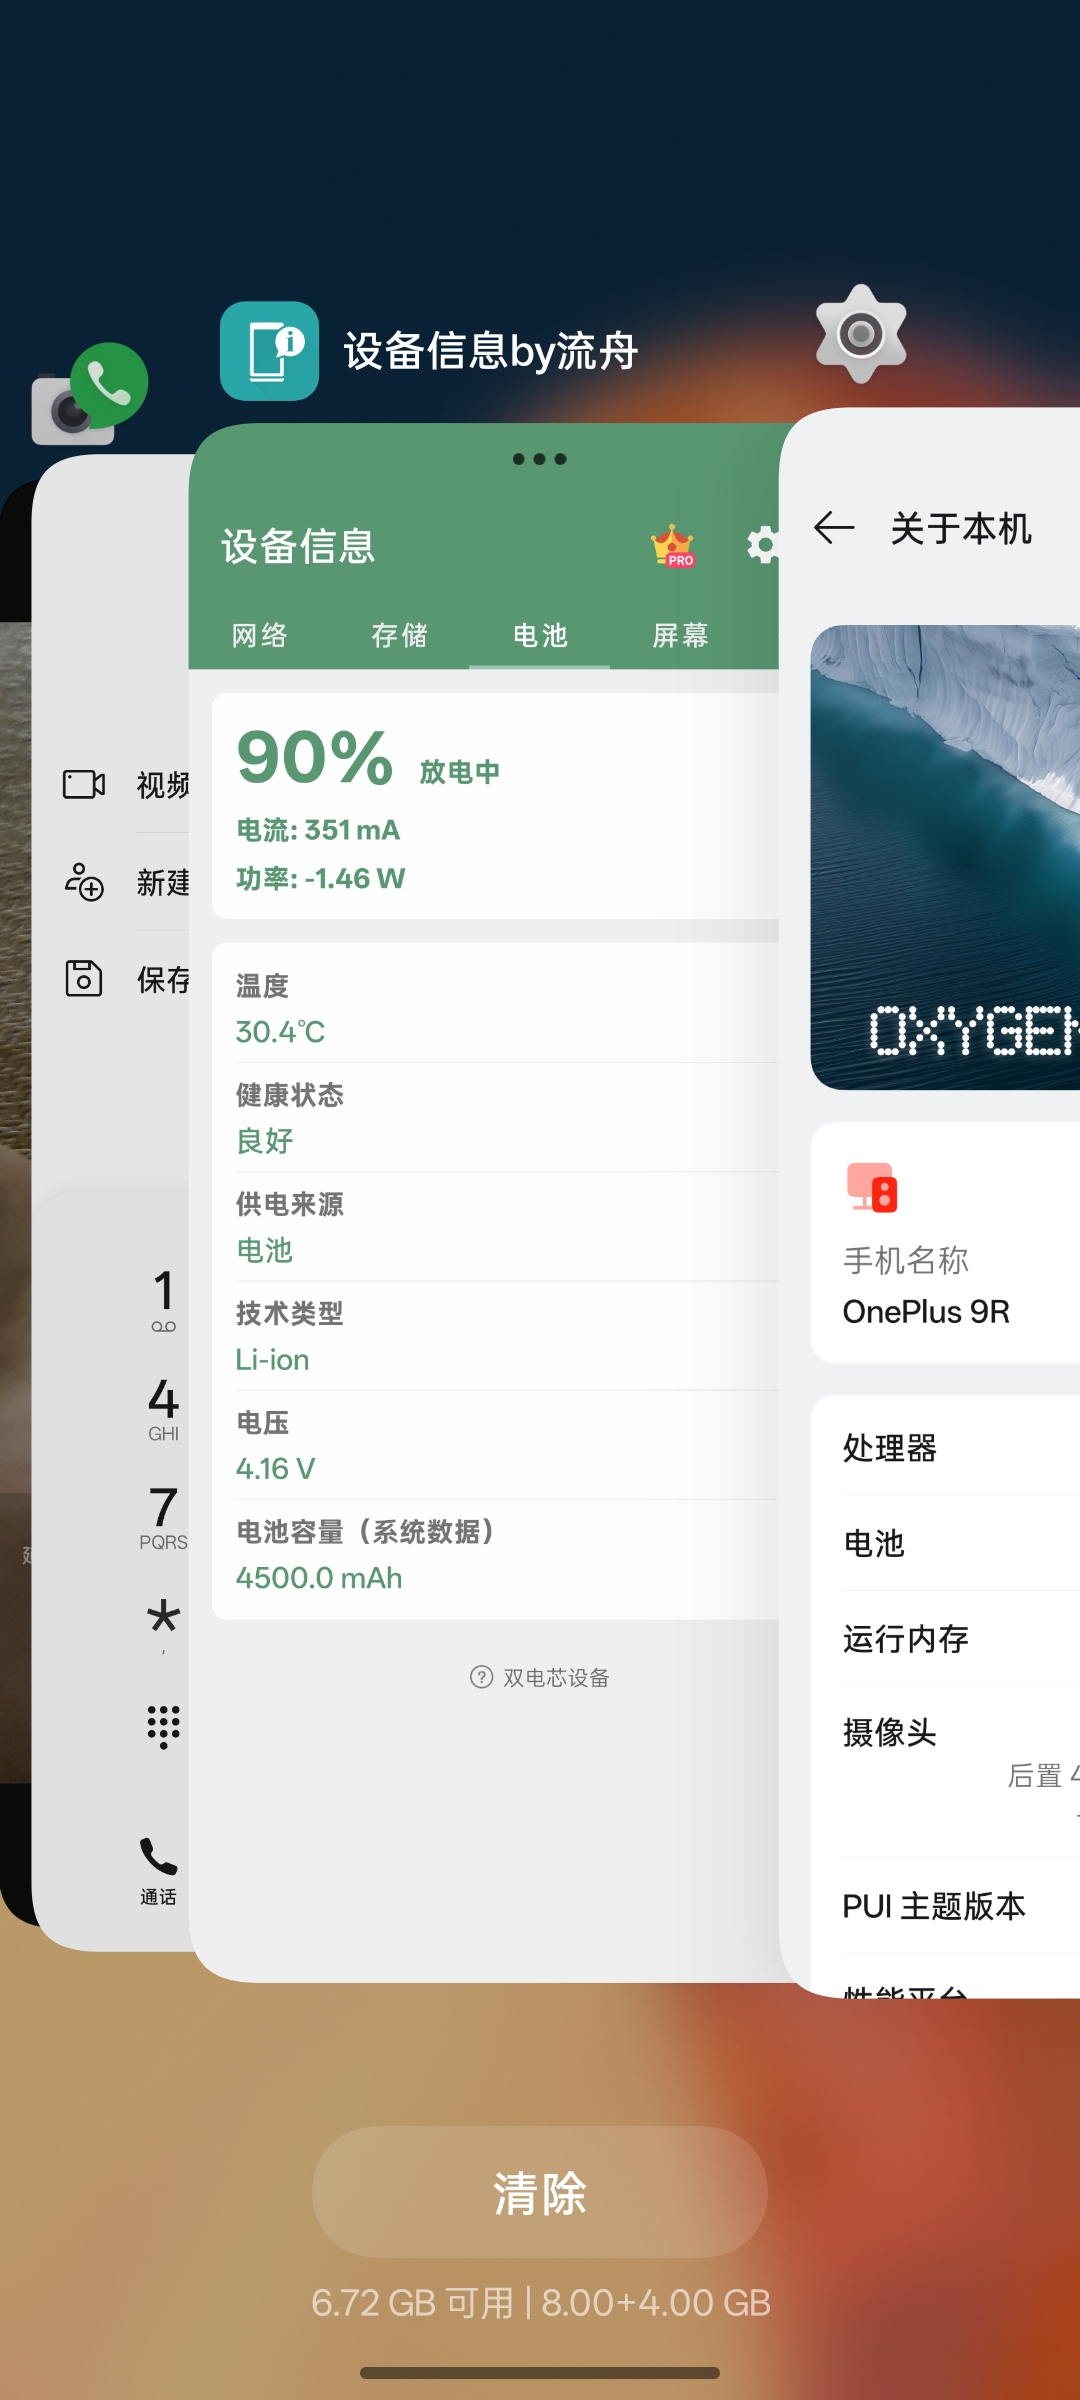 设备信息by流舟
设备信息
PRO
网络
存储
电池
屏幕
90%
放电中
电流: 351 mA
功率: -1.46 W
温度
30.4℃
健康状态
良好
供电来源
电池
技术类型
Li-ion
电压
4.16 V
电池容量（系统数据）
4500.0 mAh
双电芯设备
视频
新建
保存
1
4
GHI
7
PQRS
*
,
通话
关于本机
OXYGEN
手机名称
OnePlus 9R
处理器
电池
运行内存
摄像头
后置 4
PUI 主题版本
性能平台
清除
6.72 GB 可用 | 8.00+4.00 GB